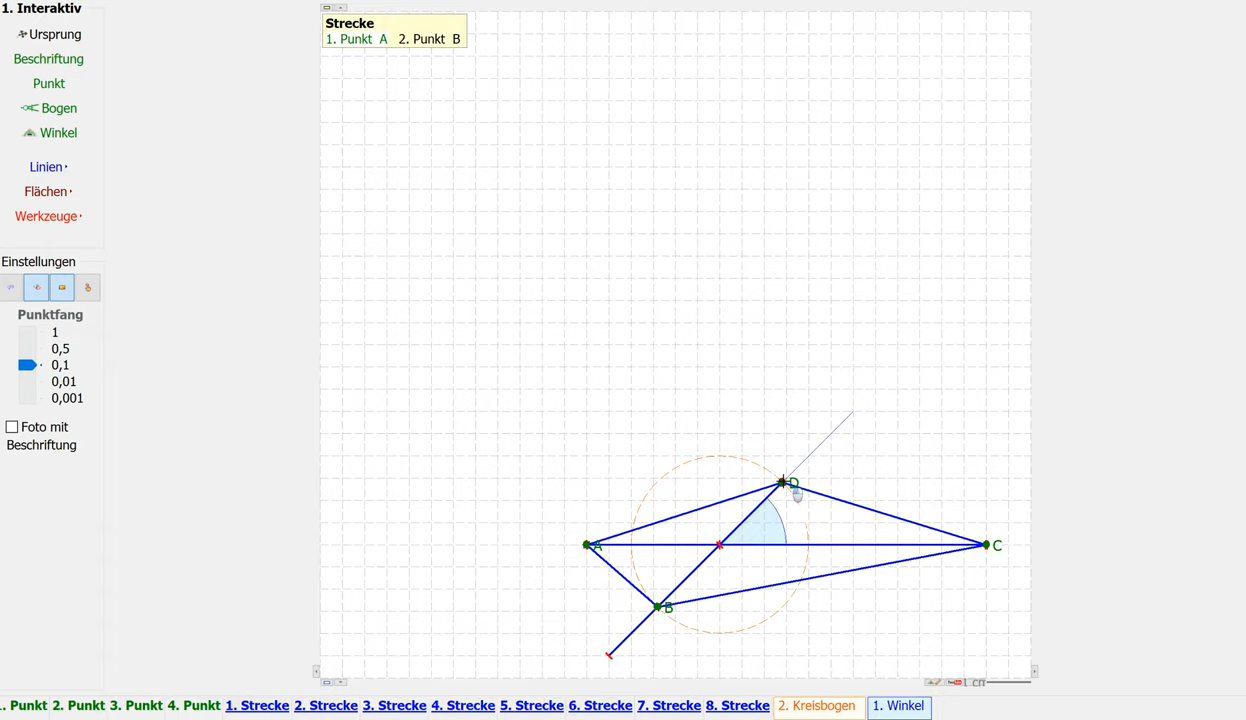 1. Interaktiv
Ursprung
Beschriftung
Punkt
Bogen
Winkel
Linien
Flächen
Werkzeuge
Einstellungen
Punktfang
1
0,5
0,1
0,01
0,001
Foto mit
Beschriftung
Strecke
1. Punkt A 2. Punkt B
D
A
C
B
1 cm
. Punkt 2. Punkt 3. Punkt 4. Punkt 1. Strecke 2. Strecke 3. Strecke 4. Strecke 5. Strecke 6. Strecke 7. Strecke 8. Strecke 2. Kreisbogen 1. Winkel